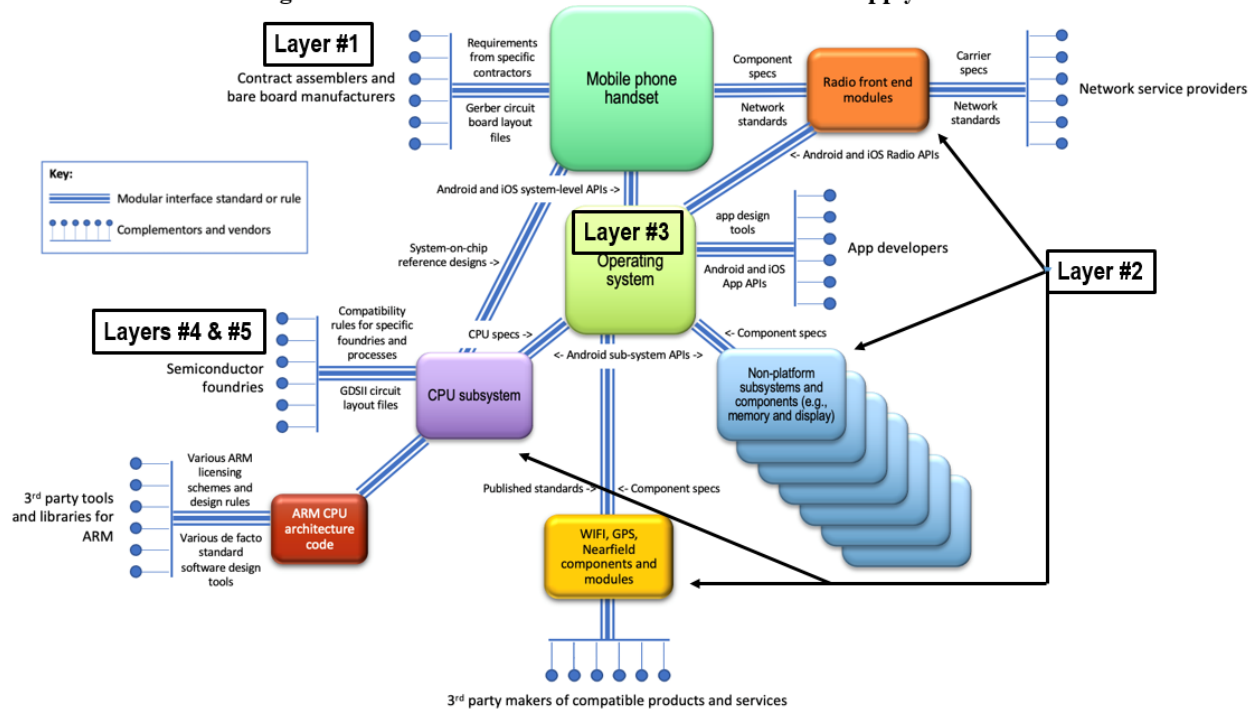 Layer #1
Contract assemblers and
bare board manufacturers
Requirements
from specific
contractors
Gerber circuit
board layout
files
Mobile phone
handset
Component
specs
Network
standards
Radio front end
modules
Carrier
specs
Network
standards
Network service providers
Key:
Modular interface standard or rule
Complementors and vendors
Android and iOS system-level APIs ->
<- Android and iOS Radio APIs
System-on-chip
reference designs ->
Layer #3
Operating
system
app design
tools
Android and iOS
App APIs
App developers
Layer #2
Layers #4 & #5
Semiconductor
foundries
Compatibility
rules for specific
foundries and
processes
GDSII circuit
layout files
CPU specs ->
<- Component specs
<- Android sub-system APIs ->
CPU subsystem
Non-platform
subsystems and
components (e.g.,
memory and display)
3rd party tools
and libraries for
ARM
Various ARM
licensing
schemes and
design rules
Various de facto
standard
software design
tools
ARM CPU
architecture
code
Published standards ->
<- Component specs
WIFI, GPS,
Nearfield
components and
modules
3rd party makers of compatible products and services